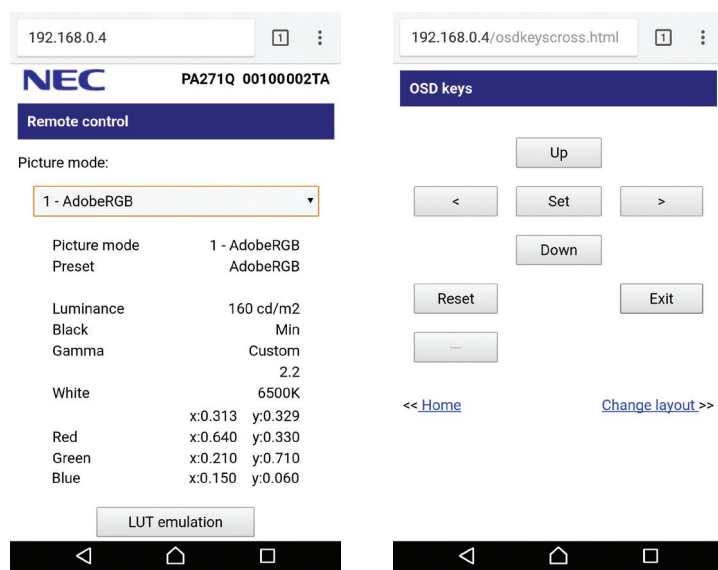 192.168.0.4
1
NEC
PA271Q 00100002TA
Remote control
Picture mode:
1 - AdobeRGB
Picture mode 1 - AdobeRGB
Preset AdobeRGB
Luminance 160 cd/m2
Black Min
Gamma Custom
2.2
White 6500K
x:0.313 y:0.329
Red x:0.640 y:0.330
Green x:0.210 y:0.710
Blue x:0.150 y:0.060
LUT emulation
192.168.0.4/osdkeyscross.html
1
OSD keys
Up
< Set >
Down
Reset Exit
—
<< Home Change layout >>